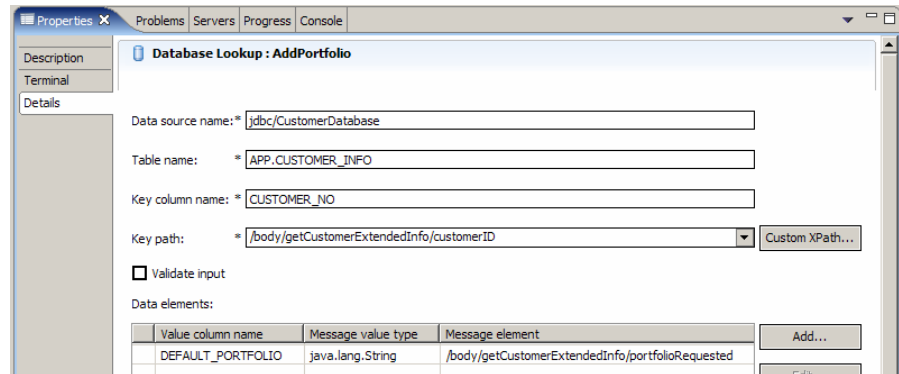 Properties Problems Servers Progress Console
Description
Terminal
Details
Database Lookup : AddPortfolio
Data source name:* jdbc/CustomerDatabase
Table name: * APP.CUSTOMER_INFO
Key column name: * CUSTOMER_NO
Key path: * /body/getCustomerExtendedInfo/customerID Custom XPath...
Validate input
Data elements:
Value column name Message value type Message element Add...
DEFAULT_PORTFOLIO java.lang.String /body/getCustomerExtendedInfo/portfolioRequested